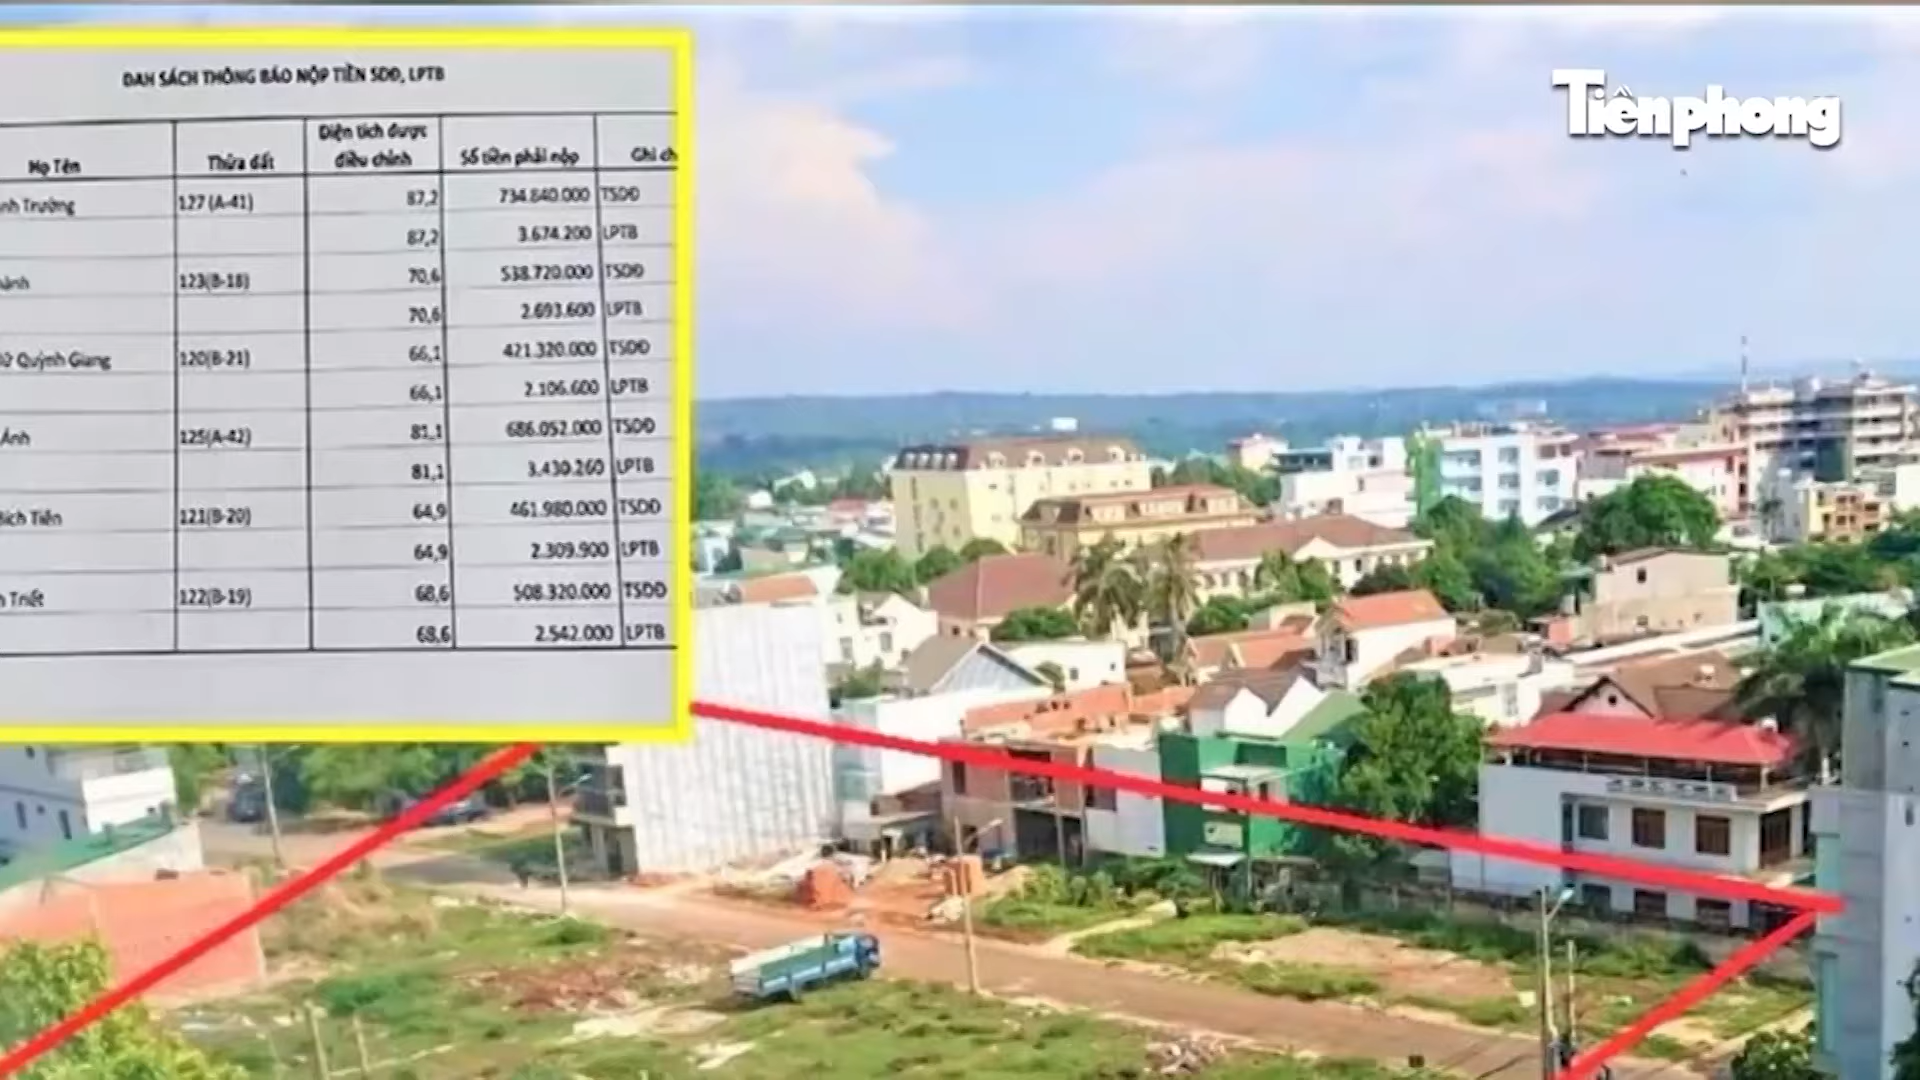 DAH SÁCH THÔNG BÁO NỘP TIỀN SDĐ, LPTB
Tiềnphong
Họ Tên Thửa đất Diện tích được điều chỉnh Số tiền phải nộp Ghi ch
nh Trường 127 (A-41) 87,2 734.840.000 TSDĐ
87,2 3.674.200 LPTB
hành 123(B-18) 70,6 538.720.000 TSDĐ
70,6 2.693.600 LPTB
Quỳnh Giang 120(B-21) 66,1 421.320.000 TSDĐ
66,1 2.106.600 LPTB
Ánh 125(A-42) 81,1 686.052.000 TSDĐ
81,1 3.430.260 LPTB
Bích Tiên 121(B-20) 64,9 461.980.000 TSDĐ
64,9 2.309.900 LPTB
Triết 122(B-19) 68,6 508.320.000 TSDĐ
68,6 2.542.000 LPTB